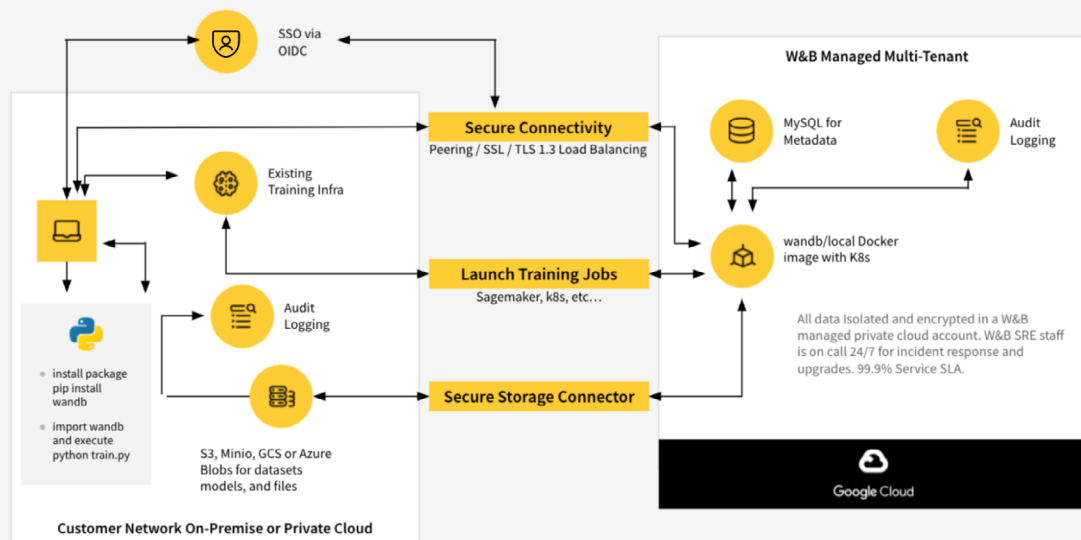 SSO via
OIDC
W&B Managed Multi-Tenant
Secure Connectivity
Peering / SSL / TLS 1.3 Load Balancing
MySQL for
Metadata
Audit
Logging
Existing
Training Infra
wandb/local Docker
image with K8s
Launch Training Jobs
Sagemaker, k8s, etc...
Audit
Logging
All data Isolated and encrypted in a W&B
managed private cloud account. W&B SRE staff
is on call 24/7 for incident response and
upgrades. 99.9% Service SLA.
install package
pip install
wandb
import wandb
and execute
python train.py
Secure Storage Connector
S3, Minio, GCS or Azure
Blobs for datasets
models, and files
Google Cloud
Customer Network On-Premise or Private Cloud